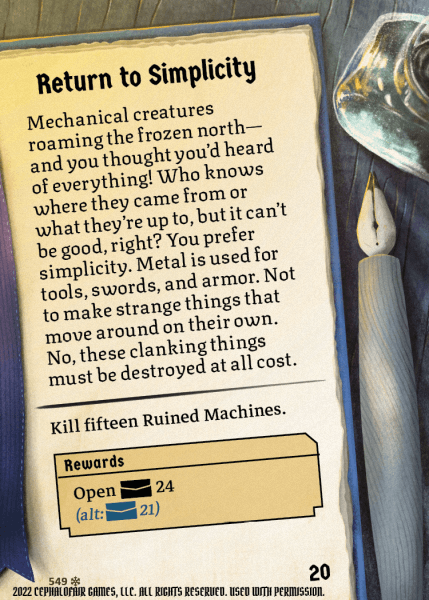 Return to Simplicity
Mechanical creatures
roaming the frozen north—
and you thought you'd heard
of everything! Who knows
where they came from or
what they're up to, but it can't
be good, right? You prefer
simplicity. Metal is used for
tools, swords, and armor. Not
to make strange things that
move around on their own.
No, these clanking things
must be destroyed at all cost.
Kill fifteen Ruined Machines.
Rewards
Open 24
(alt: 21)
20
549
2022 CEPHALOFAIR GAMES, LLC. ALL RIGHTS RESERVED. USED WITH PERMISSION.